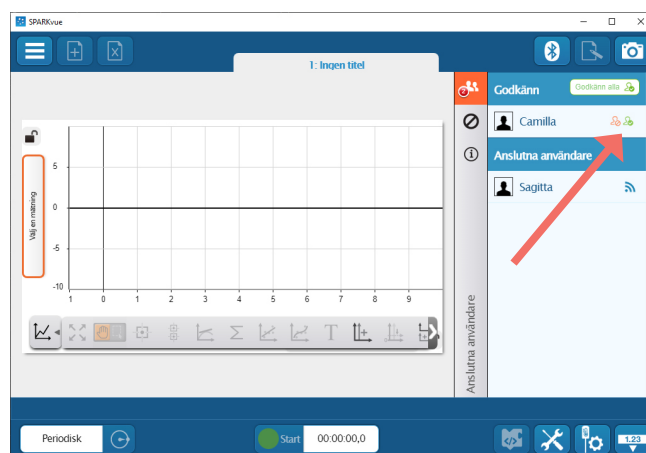 SPARKvue
1: Ingen titel
Godkänn
Godkänn alla
Camilla
Anslutna användare
Sagitta
Anslutna användare
Välj en mätning
5
0
-5
-10
1 0 1 2 3 4 5 6 7 8 9
Σ
T
Periodisk
Start
00:00:00,0
1.23